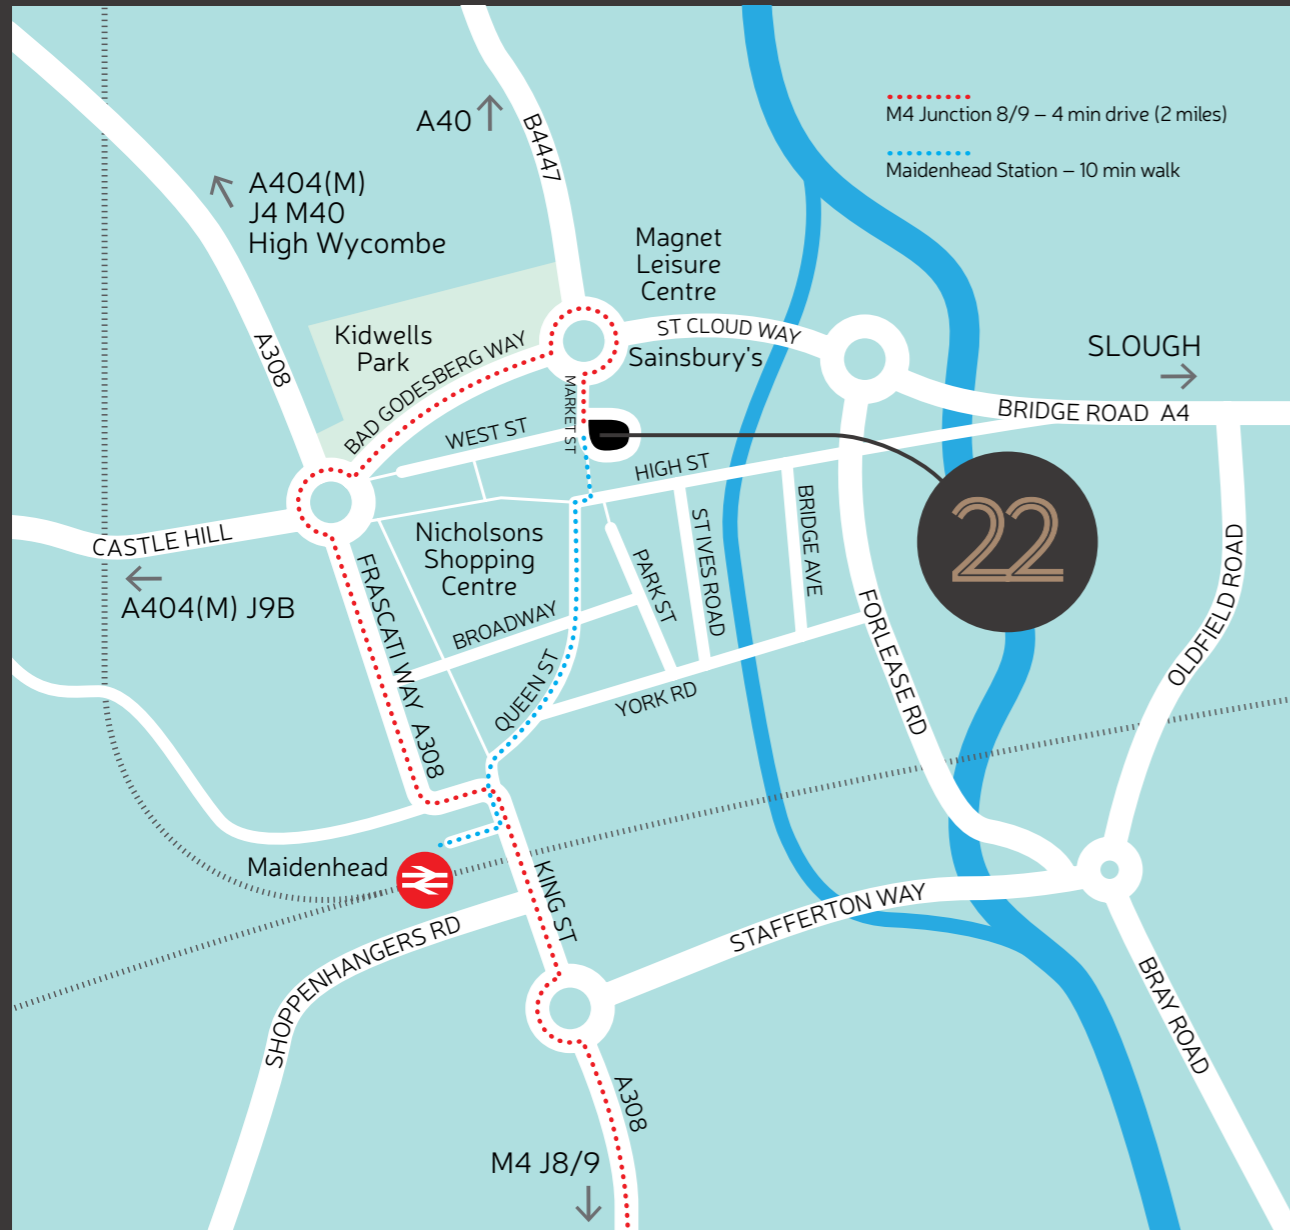 M4 Junction 8/9 – 4 min drive (2 miles)
Maidenhead Station – 10 min walk
A40
B4447
A404(M)
J4 M40
High Wycombe
Magnet
Leisure
Centre
Kidwells
Park
A308
BAD GODESBERG WAY
ST CLOUD WAY
Sainsbury's
SLOUGH
BRIDGE ROAD A4
MARKET ST
WEST ST
HIGH ST
22
CASTLE HILL
A404(M) J9B
Nicholsons
Shopping
Centre
FRASCATI WAY A308
BROADWAY
PARK ST
ST IVES ROAD
BRIDGE AVE
QUEEN ST
YORK RD
FORLEASE RD
OLDFIELD ROAD
Maidenhead
KING ST
SHOPPENHANGERS RD
STAFFERTON WAY
BRAY ROAD
A308
M4 J8/9